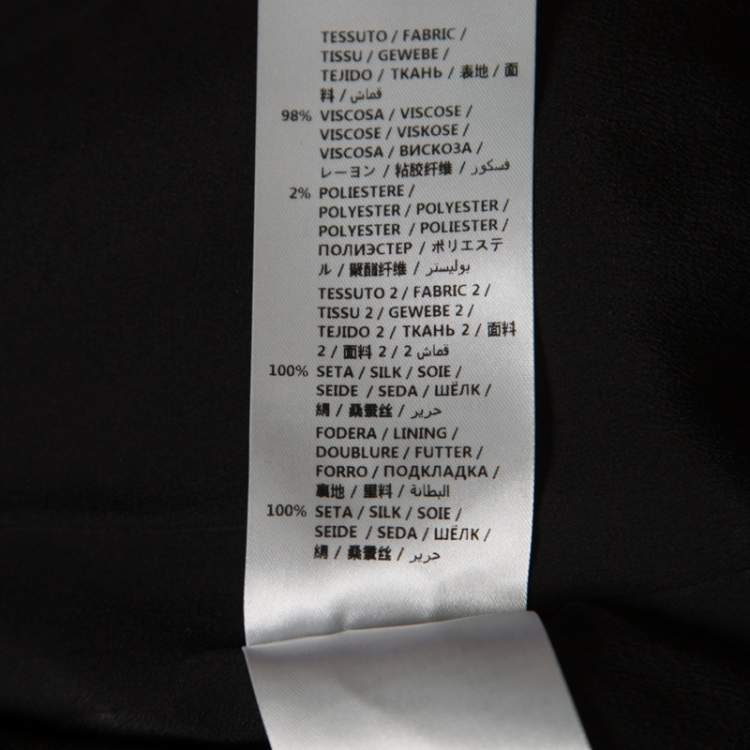 TESSUTO / FABRIC /
TISSU / GEWEBE /
TEJIDO / ТКАНЬ / 表地 / 面
料 / قماش
98% VISCOSA / VISCOSE /
VISCOSE / VISKOSE /
VISCOSA / ВИСКОЗА /
レーヨン / 粘胶纤维 / فسكوز
2% POLIESTERE /
POLYESTER / POLYESTER /
POLYESTER / POLIESTER /
ПОЛИЭСТЕР / ポリエステ
ル / 聚酯纤维 / بوليستر
TESSUTO 2 / FABRIC 2 /
TISSU 2 / GEWEBE 2 /
TEJIDO 2 / ТКАНЬ 2 / 面料
2 / 面料 2 / قماش 2
100% SETA / SILK / SOIE /
SEIDE / SEDA / ШЁЛК /
絹 / 桑蚕丝 / حرير
FODERA / LINING /
DOUBLURE / FUTTER /
FORRO / ПОДКЛАДКА /
裏地 / 里料 / البطانة
100% SETA / SILK / SOIE /
SEIDE / SEDA / ШЁЛК /
絹 / 桑蚕丝 / حرير